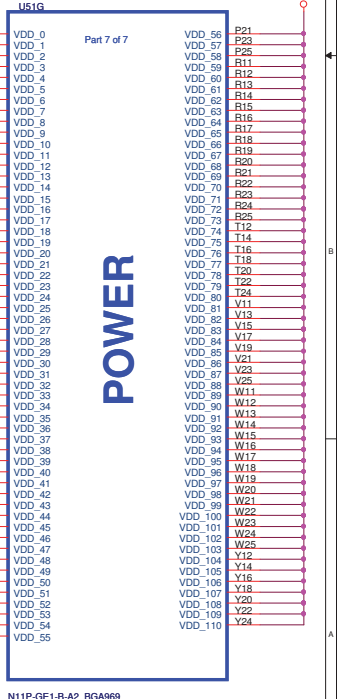 U51G
Part 7 of 7
VDD_0 VDD_56 P21
VDD_1 VDD_57 P23
VDD_2 VDD_58 P25
VDD_3 VDD_59 R11
VDD_4 VDD_60 R12
VDD_5 VDD_61 R13
VDD_6 VDD_62 R14
VDD_7 VDD_63 R15
VDD_8 VDD_64 R16
VDD_9 VDD_65 R17
VDD_10 VDD_66 R18
VDD_11 VDD_67 R19
VDD_12 VDD_68 R20
VDD_13 VDD_69 R21
VDD_14 VDD_70 R22
VDD_15 VDD_71 R23
VDD_16 VDD_72 R24
VDD_17 VDD_73 R25
VDD_18 VDD_74 T12
VDD_19 VDD_75 T14
VDD_20 VDD_76 T16
VDD_21 VDD_77 T18
VDD_22 VDD_78 T20
VDD_23 VDD_79 T22
VDD_24 VDD_80 T24
VDD_25 VDD_81 V11
VDD_26 VDD_82 V13
VDD_27 VDD_83 V15
VDD_28 VDD_84 V17
VDD_29 VDD_85 V19
VDD_30 VDD_86 V21
VDD_31 VDD_87 V23
VDD_32 VDD_88 V25
VDD_33 VDD_89 W11
VDD_34 VDD_90 W12
VDD_35 VDD_91 W13
VDD_36 VDD_92 W14
VDD_37 VDD_93 W15
VDD_38 VDD_94 W16
VDD_39 VDD_95 W17
VDD_40 VDD_96 W18
VDD_41 VDD_97 W19
VDD_42 VDD_98 W20
VDD_43 VDD_99 W21
VDD_44 VDD_100 W22
VDD_45 VDD_101 W23
VDD_46 VDD_102 W24
VDD_47 VDD_103 W25
VDD_48 VDD_104 Y12
VDD_49 VDD_105 Y14
VDD_50 VDD_106 Y16
VDD_51 VDD_107 Y18
VDD_52 VDD_108 Y20
VDD_53 VDD_109 Y22
VDD_54 VDD_110 Y24
VDD_55
POWER
B
A
N11P-GE1-B-A2_BGA969